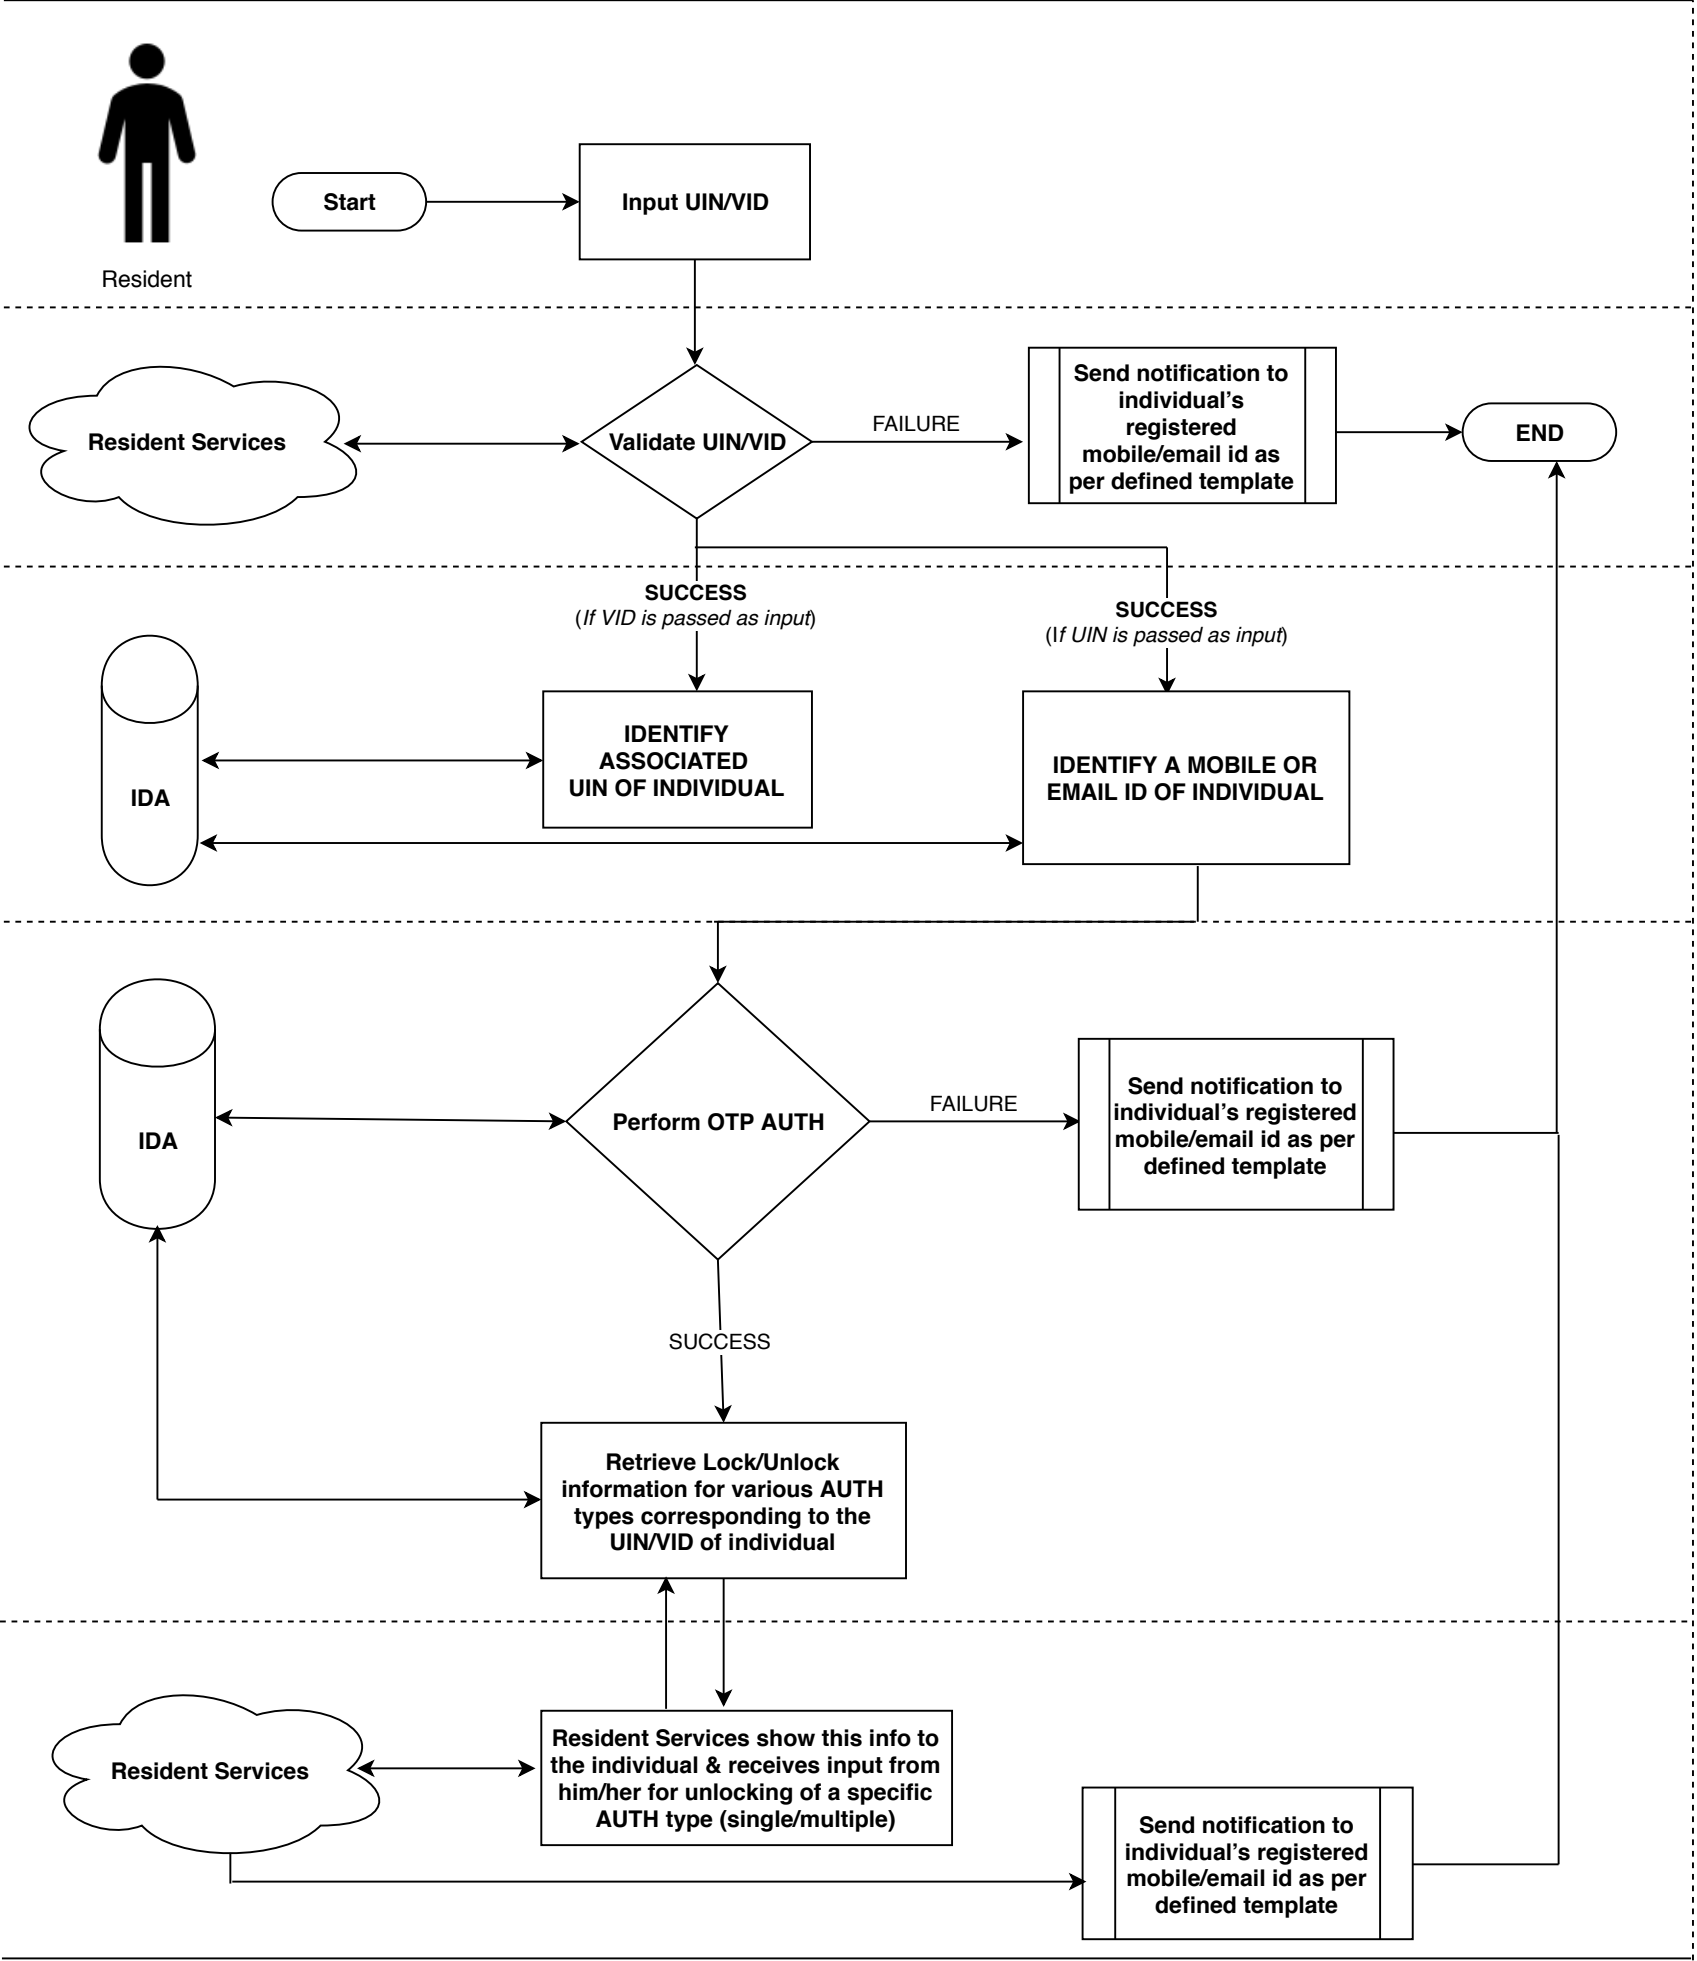 Start
Input UIN/VID
Resident
Resident Services
Validate UIN/VID
FAILURE
Send notification to
individual's
registered
mobile/email id as
per defined template
END
SUCCESS
(If VID is passed as input)
SUCCESS
(If UIN is passed as input)
IDA
IDENTIFY
ASSOCIATED
UIN OF INDIVIDUAL
IDENTIFY A MOBILE OR
EMAIL ID OF INDIVIDUAL
IDA
Perform OTP AUTH
FAILURE
Send notification to
individual's registered
mobile/email id as per
defined template
SUCCESS
Retrieve Lock/Unlock
information for various AUTH
types corresponding to the
UIN/VID of individual
Resident Services
Resident Services show this info to
the individual & receives input from
him/her for unlocking of a specific
AUTH type (single/multiple)
Send notification to
individual's registered
mobile/email id as per
defined template